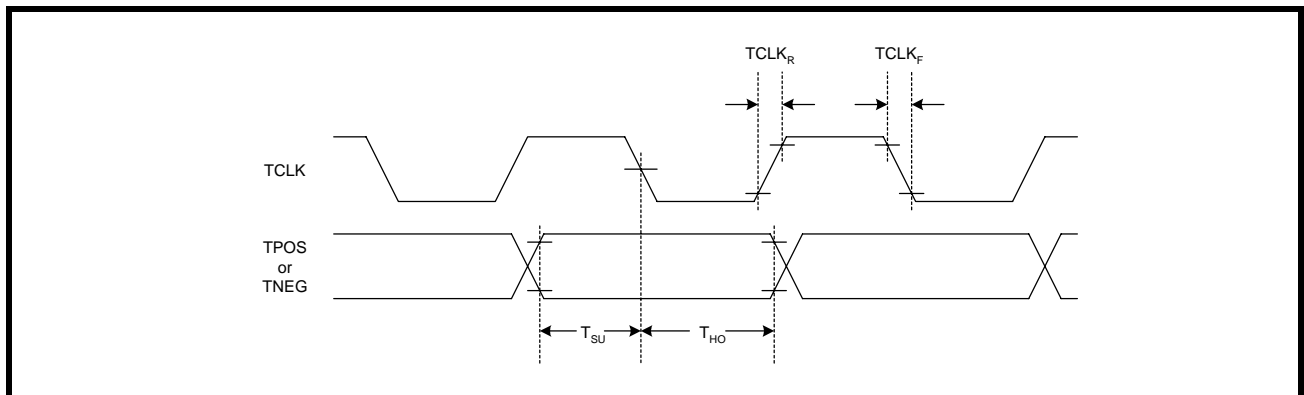 TCLK_R
TCLK_F
TCLK
TPOS
or
TNEG
T_SU
T_HO